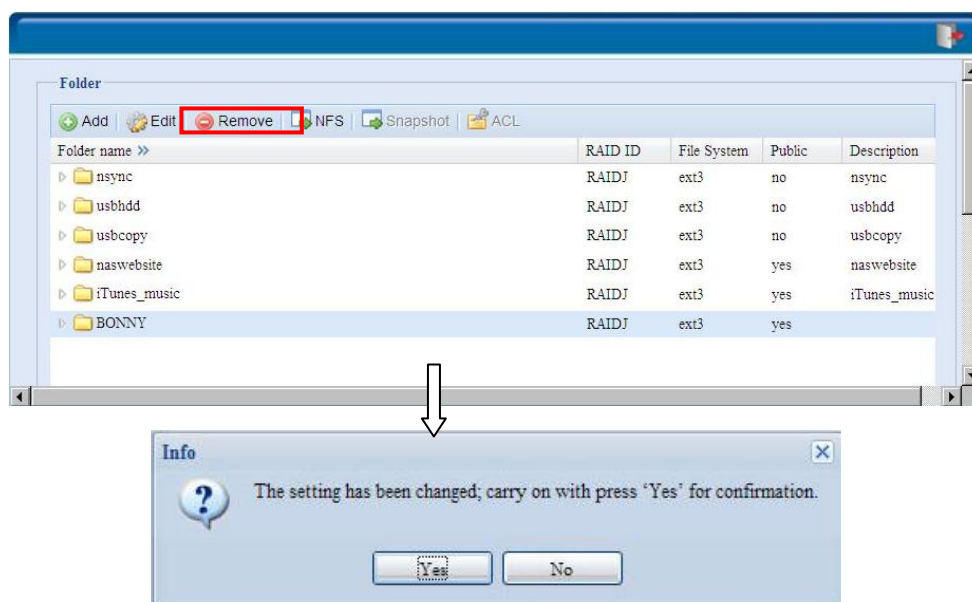 Folder
Add Edit Remove NFS Snapshot ACL
Folder name » RAID ID File System Public Description
nsync RAIDJ ext3 no nsync
usbhdd RAIDJ ext3 no usbhdd
usbcopy RAIDJ ext3 no usbcopy
naswebsite RAIDJ ext3 yes naswebsite
iTunes_music RAIDJ ext3 yes iTunes_music
BONNY RAIDJ ext3 yes
Info
The setting has been changed; carry on with press ‘Yes’ for confirmation.
Yes No